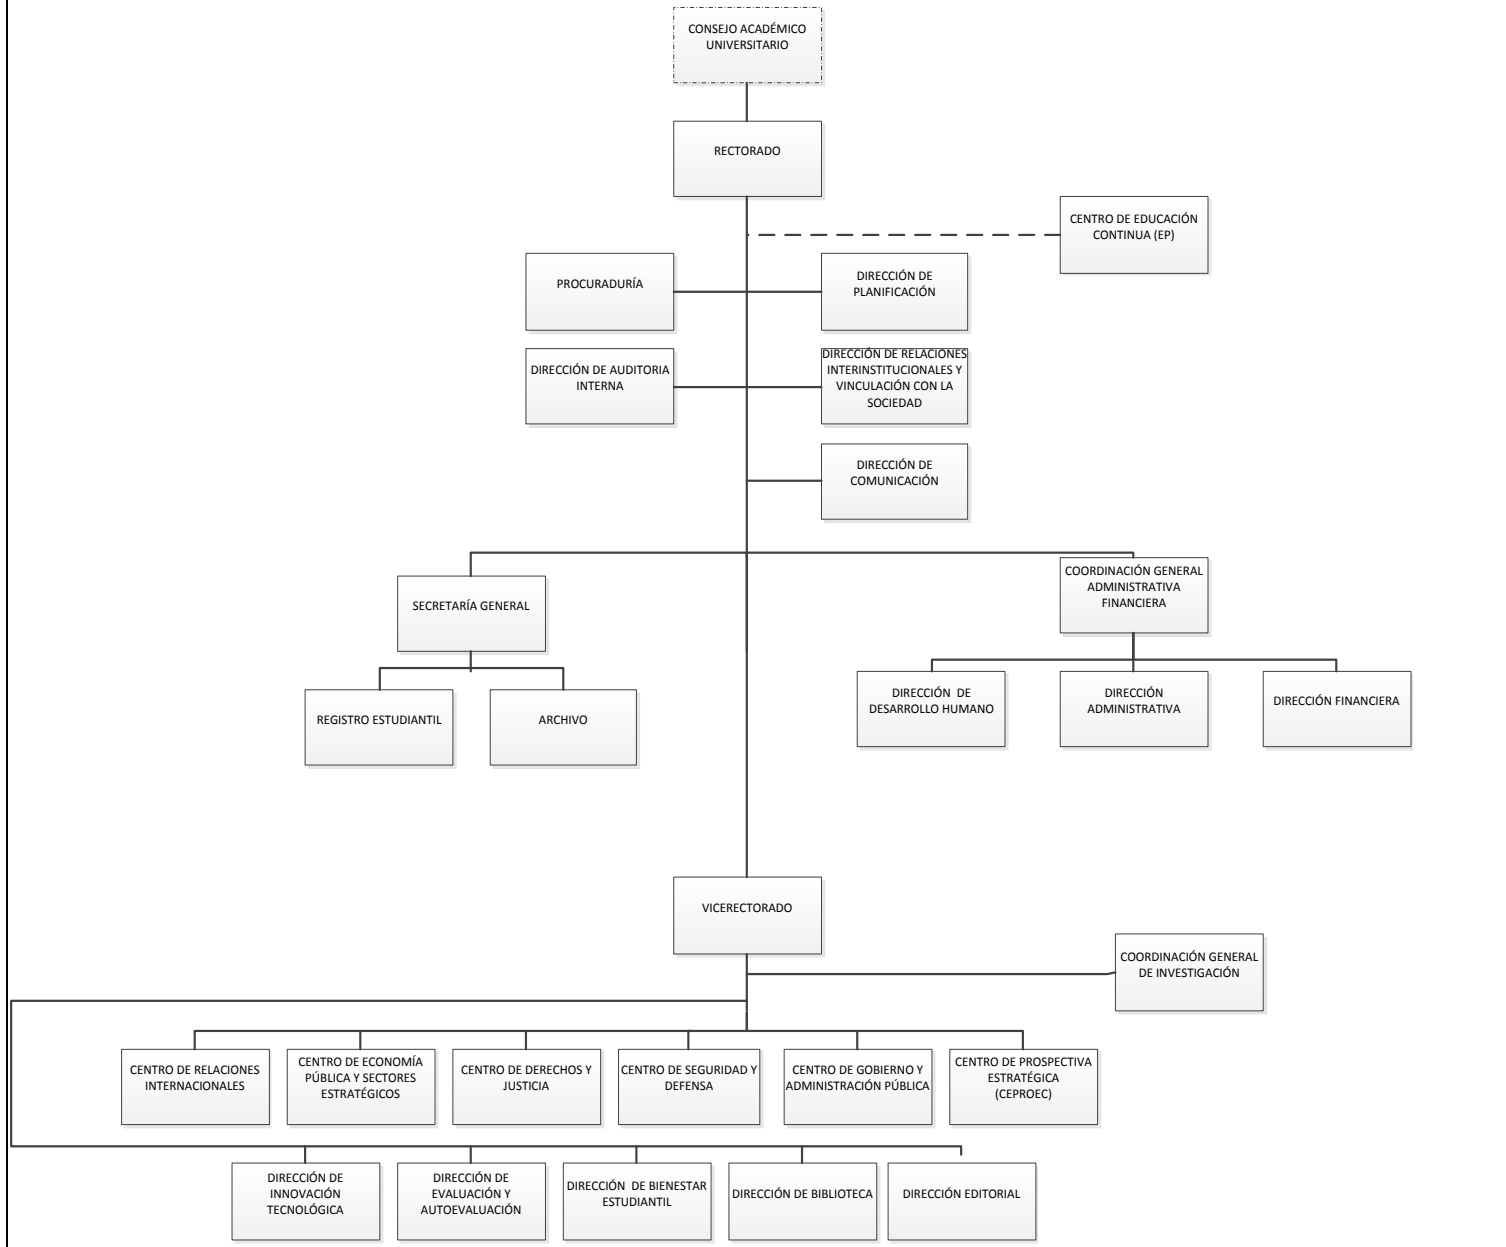 CONSEJO ACADÉMICO
UNIVERSITARIO
RECTORADO
CENTRO DE EDUCACIÓN
CONTINUA (EP)
PROCURADURÍA
DIRECCIÓN DE
PLANIFICACIÓN
DIRECCIÓN DE AUDITORIA
INTERNA
DIRECCIÓN DE RELACIONES
INTERINSTITUCIONALES Y
VINCULACIÓN CON LA
SOCIEDAD
DIRECCIÓN DE
COMUNICACIÓN
SECRETARÍA GENERAL
COORDINACIÓN GENERAL
ADMINISTRATIVA
FINANCIERA
REGISTRO ESTUDIANTIL
ARCHIVO
DIRECCIÓN DE
DESARROLLO HUMANO
DIRECCIÓN
ADMINISTRATIVA
DIRECCIÓN FINANCIERA
VICERECTORADO
COORDINACIÓN GENERAL
DE INVESTIGACIÓN
CENTRO DE RELACIONES
INTERNACIONALES
CENTRO DE ECONOMÍA
PÚBLICA Y SECTORES
ESTRATÉGICOS
CENTRO DE DERECHOS Y
JUSTICIA
CENTRO DE SEGURIDAD Y
DEFENSA
CENTRO DE GOBIERNO Y
ADMINISTRACIÓN PÚBLICA
CENTRO DE PROSPECTIVA
ESTRATÉGICA
(CEPROEC)
DIRECCIÓN DE
INNOVACIÓN
TECNOLÓGICA
DIRECCIÓN DE
EVALUACIÓN Y
AUTOEVALUACIÓN
DIRECCIÓN DE BIENESTAR
ESTUDIANTIL
DIRECCIÓN DE BIBLIOTECA
DIRECCIÓN EDITORIAL